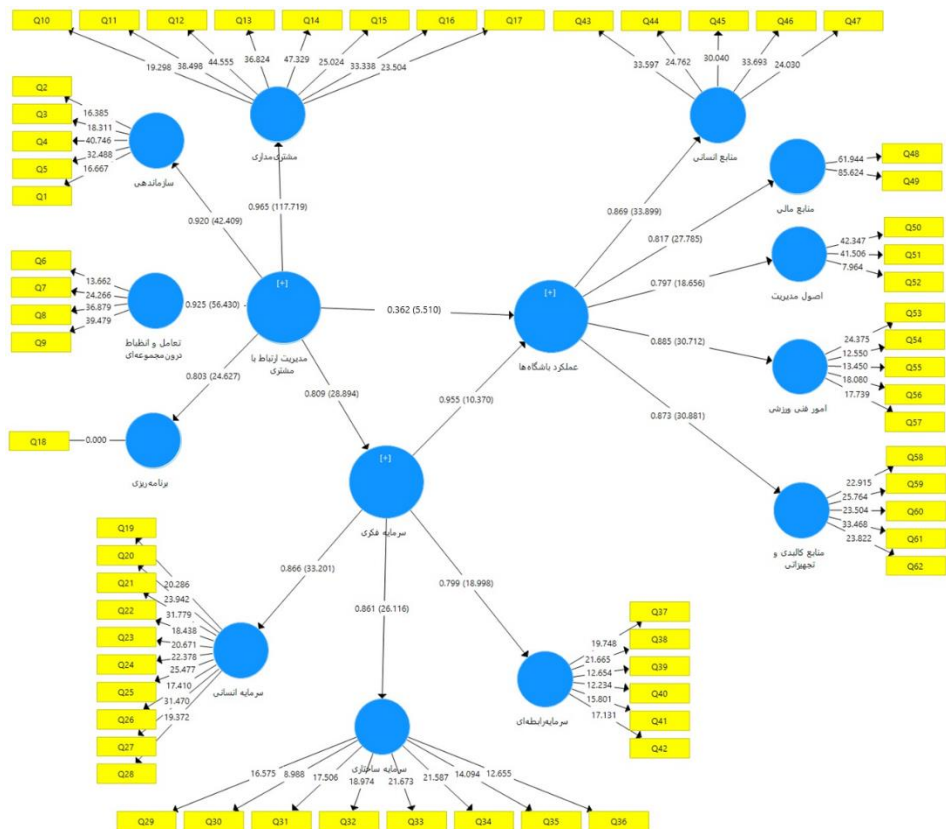 Q10 Q11 Q12 Q13 Q14 Q15 Q16 Q17
19.298 38.498 44.555 36.824 47.329 25.024 33.338 23.504
مشتری‌مداری
Q43 Q44 Q45 Q46 Q47
33.597 24.762 30.040 33.693 24.030
منابع انسانی
Q2
Q3
Q4
Q5
Q1
16.385
18.311
40.746
32.488
16.667
سازماندهی
0.920 (42.409)
0.965 (117.719)
0.869 (33.899)
Q48
Q49
61.944
85.624
منابع مالی
0.817 (27.785)
Q50
Q51
Q52
42.347
41.506
7.964
اصول مدیریت
0.797 (18.656)
Q6
Q7
Q8
Q9
13.662
24.266
36.879
39.479
تعامل و انظباط
درون‌مجموعه‌ای
0.925 (56.430)
[+]
مدیریت ارتباط با
مشتری
0.362 (5.510)
[+]
عملکرد باشگاه‌ها
0.885 (30.712)
Q53
Q54
Q55
Q56
Q57
24.375
12.550
13.450
18.080
17.739
امور فنی ورزشی
0.803 (24.627)
0.809 (28.894)
0.955 (10.370)
0.873 (30.881)
Q18
0.000
برنامه‌ریزی
[+]
سرمایه فکری
Q58
Q59
Q60
Q61
Q62
22.915
25.764
23.504
33.468
23.822
منابع کالبدی و
تجهیزاتی
0.866 (33.201)
0.861 (26.116)
0.799 (18.998)
Q19
Q20
Q21
Q22
Q23
Q24
Q25
Q26
Q27
Q28
20.286
23.942
31.779
18.438
20.671
22.378
25.477
17.410
31.470
19.372
سرمایه انسانی
Q37
Q38
Q39
Q40
Q41
Q42
19.748
21.665
12.654
12.234
15.801
17.131
سرمایه‌رابطه‌ای
سرمایه ساختاری
16.575 8.988 17.506 18.974 21.673 21.587 14.094 12.655
Q29 Q30 Q31 Q32 Q33 Q34 Q35 Q36